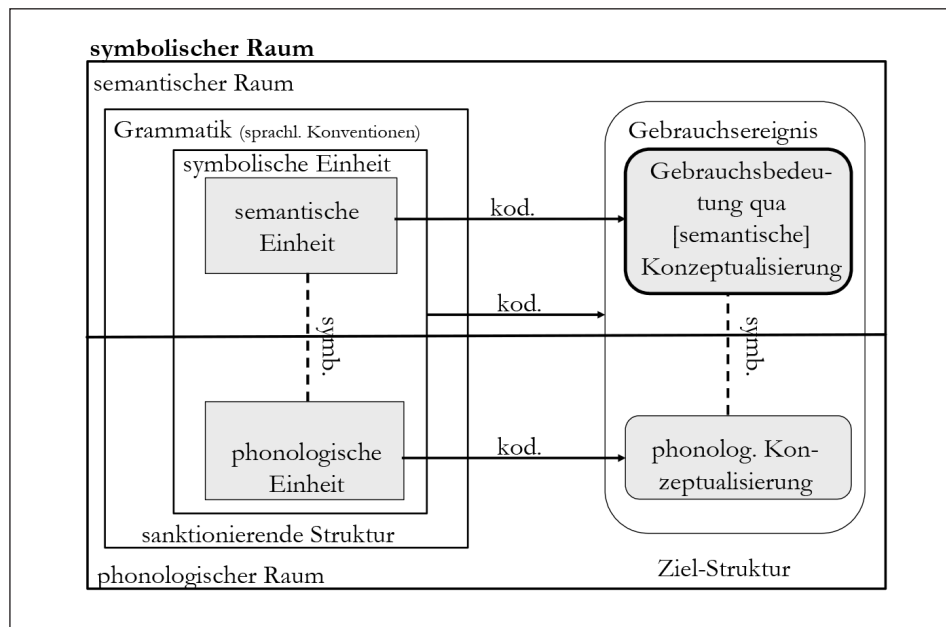 symbolischer Raum
semantischer Raum
Grammatik (sprachl. Konventionen)
symbolische Einheit
semantische
Einheit
symb.
phonologische
Einheit
sanktionierende Struktur
phonologischer Raum
kod.
kod.
kod.
Gebrauchsereignis
Gebrauchsbedeu-
tung qua
[semantische]
Konzeptualisierung
symb.
phonolog. Kon-
zeptualisierung
Ziel-Struktur